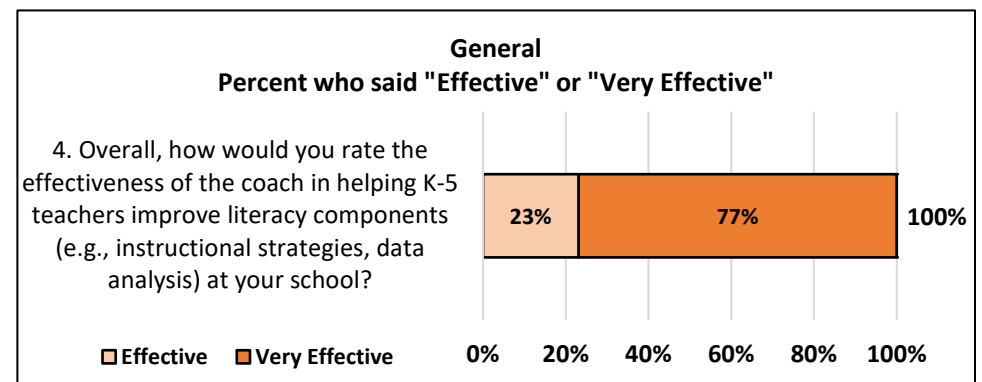 General
Percent who said "Effective" or "Very Effective"
4. Overall, how would you rate the
effectiveness of the coach in helping K-5
teachers improve literacy components
(e.g., instructional strategies, data
analysis) at your school?
23%
77%
100%
Effective
Very Effective
0%
20%
40%
60%
80%
100%